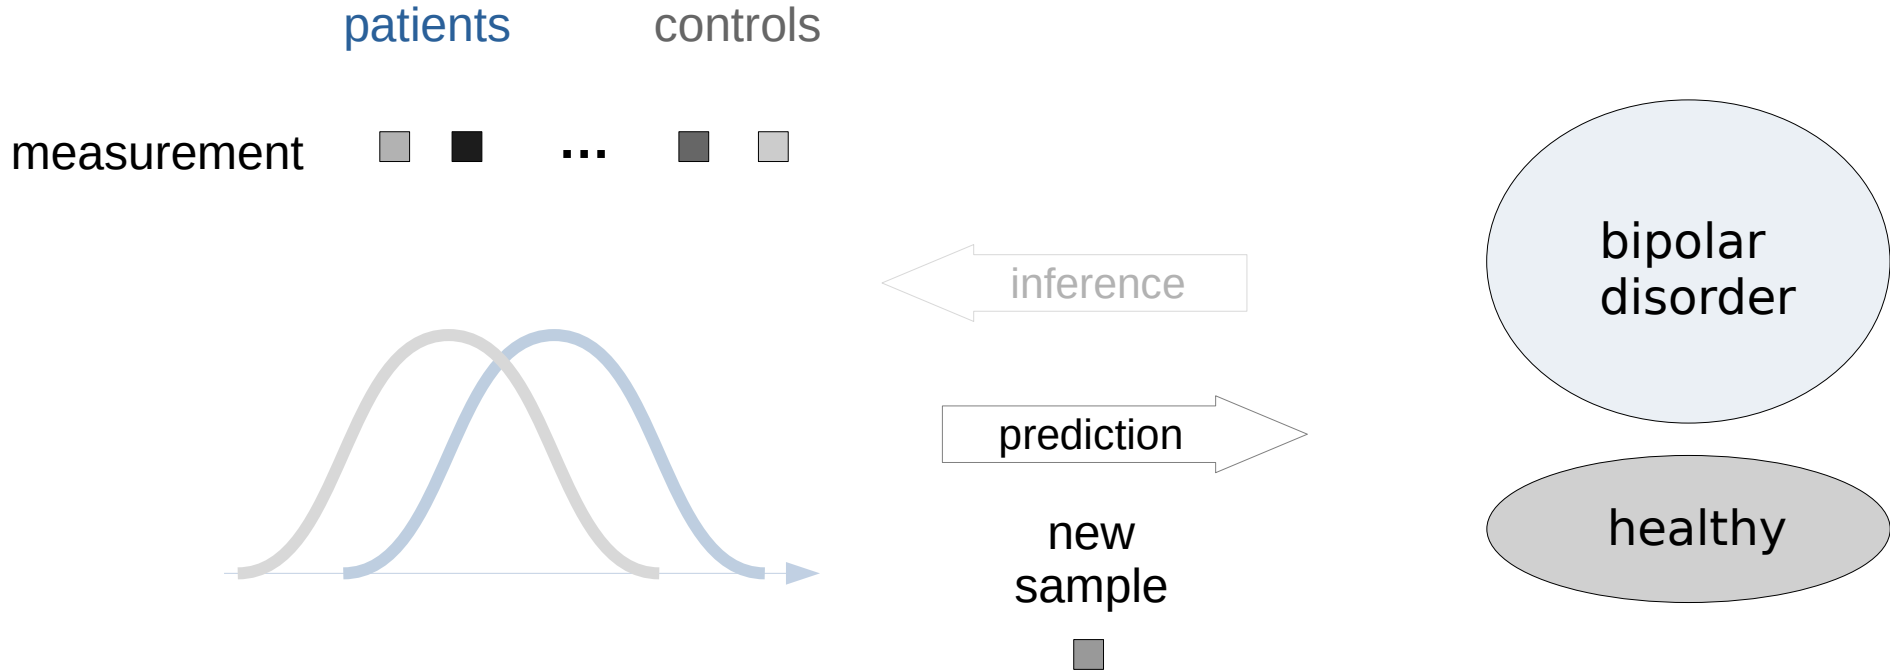 patients controls
measurement ...
inference
bipolar
disorder
prediction
new
sample
healthy